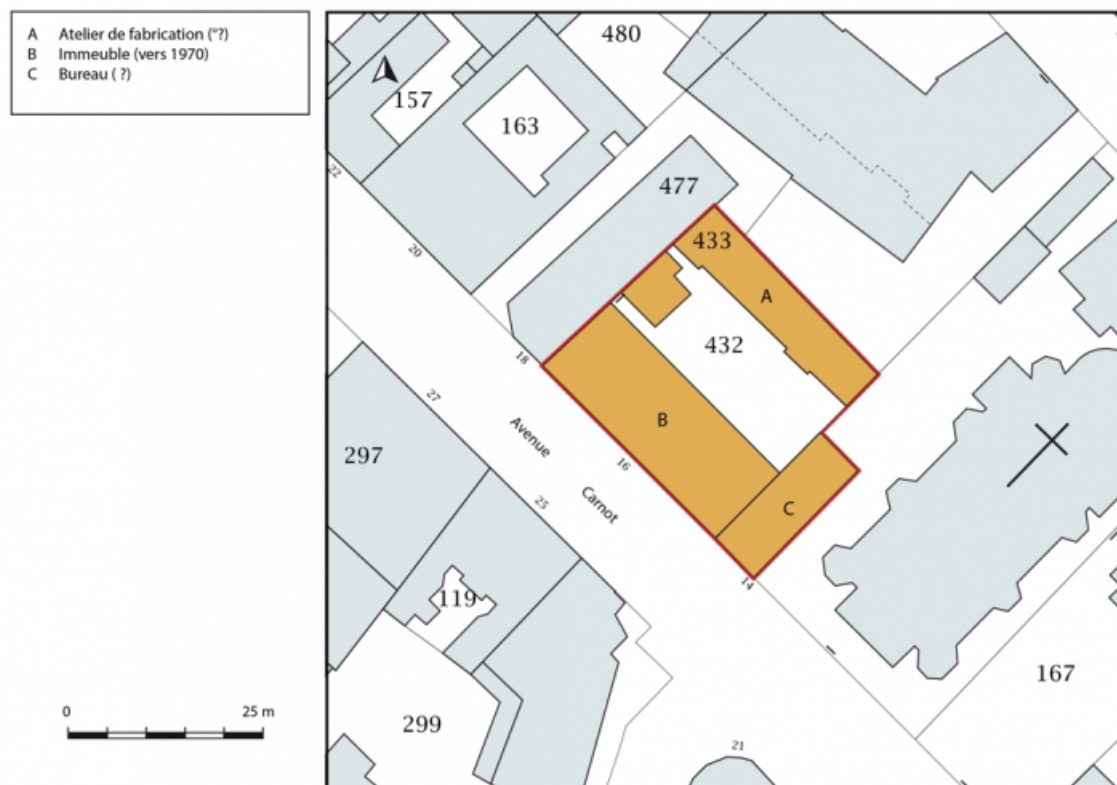 A Atelier de fabrication (°?)
B Immeuble (vers 1970)
C Bureau ( ?)
480
157
163
22
477
20
433
A
432
18
27
B
Avenue
297
16
25
Carnot
C
14
119
167
299
0 25 m
21